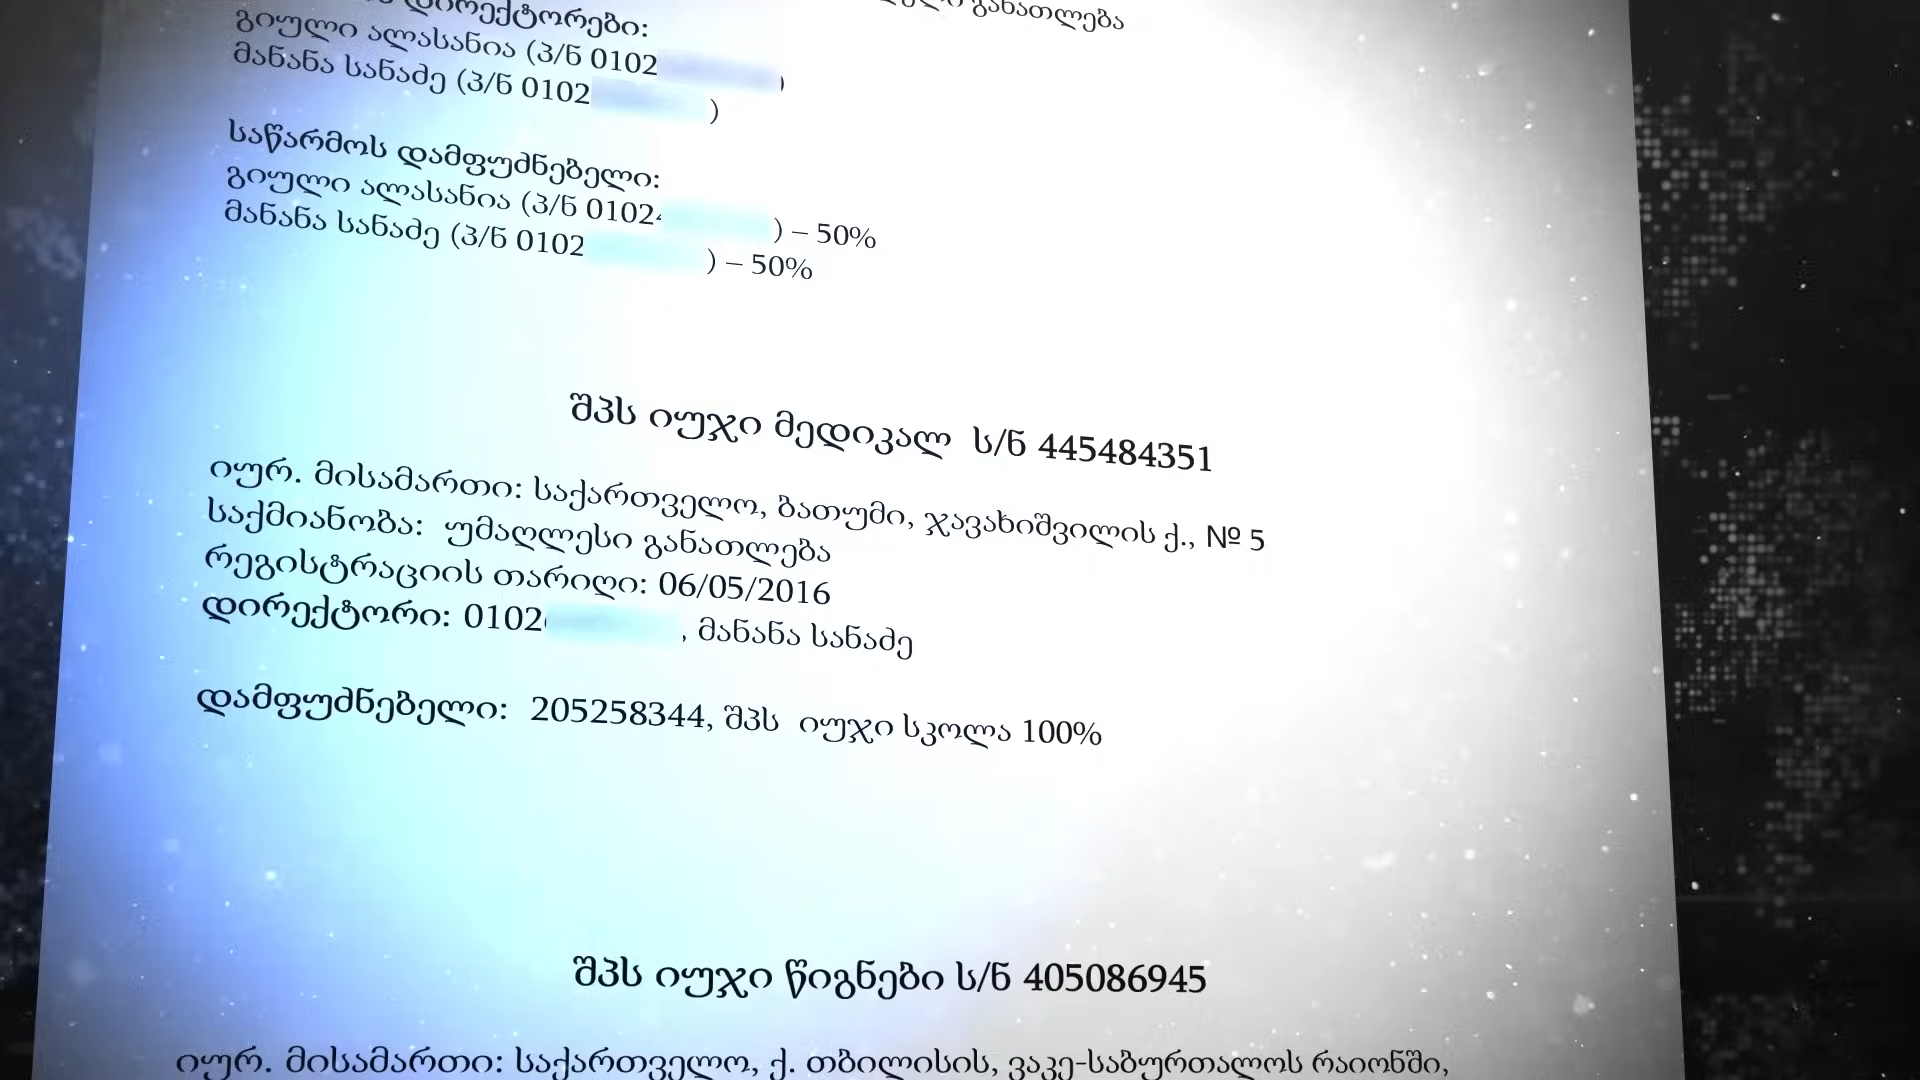 დირექტორები:
განათლება
გიული ალასანია (პ/ნ 0102 )
მანანა სანაძე (პ/ნ 0102 )
საწარმოს დამფუძნებელი:
გიული ალასანია (პ/ნ 0102 ) – 50%
მანანა სანაძე (პ/ნ 0102 ) – 50%
შპს იუჯი მედიკალ ს/ნ 445484351
იურ. მისამართი: საქართველო, ბათუმი, ჯავახიშვილის ქ., № 5
საქმიანობა: უმაღლესი განათლება
რეგისტრაციის თარიღი: 06/05/2016
დირექტორი: 0102 , მანანა სანაძე
დამფუძნებელი: 205258344, შპს იუჯი სკოლა 100%
შპს იუჯი წიგნები ს/ნ 405086945
იურ. მისამართი: საქართველო, ქ. თბილისის, ვაკე-საბურთალოს რაიონში,